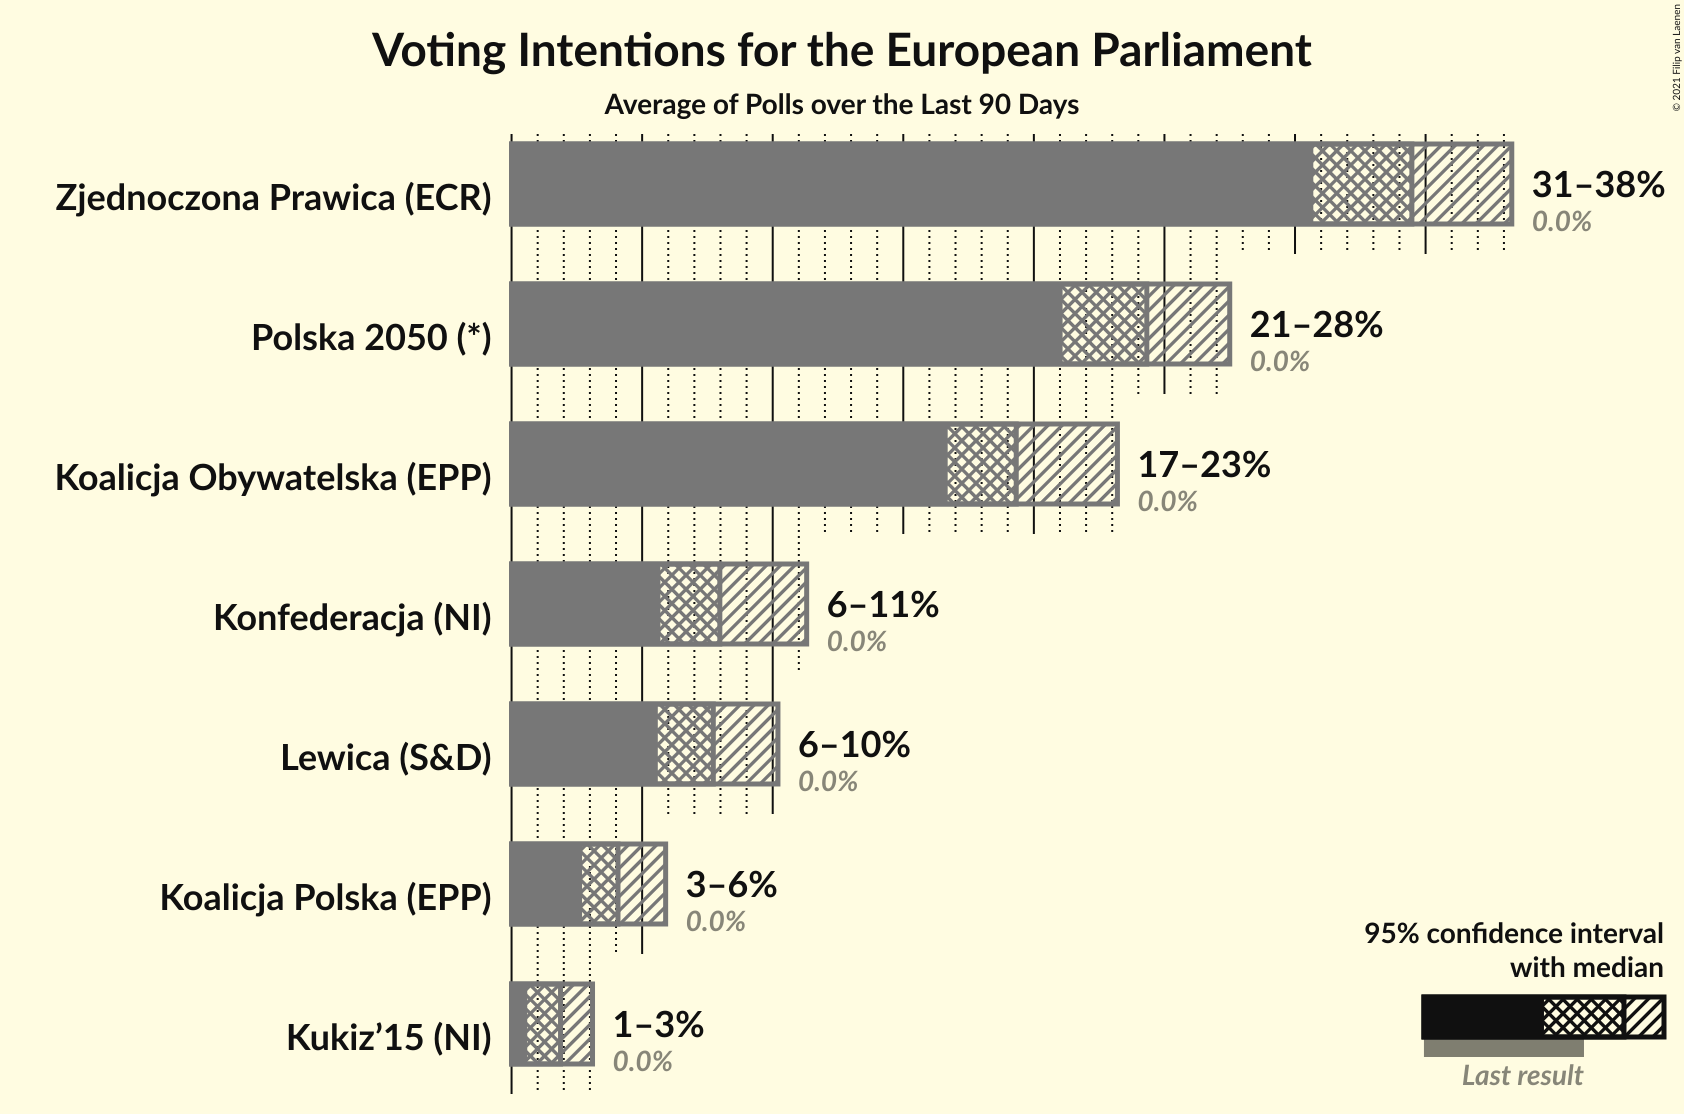 Voting Intentions for the European Parliament
Average of Polls over the Last 90 Days
© 2021 Filip van Laenen
Zjednoczona Prawica (ECR)
31–38%
0.0%
Polska 2050 (*)
21–28%
0.0%
Koalicja Obywatelska (EPP)
17–23%
0.0%
Konfederacja (NI)
6–11%
0.0%
Lewica (S&D)
6–10%
0.0%
Koalicja Polska (EPP)
3–6%
0.0%
Kukiz’15 (NI)
1–3%
0.0%
95% confidence interval
with median
Last result